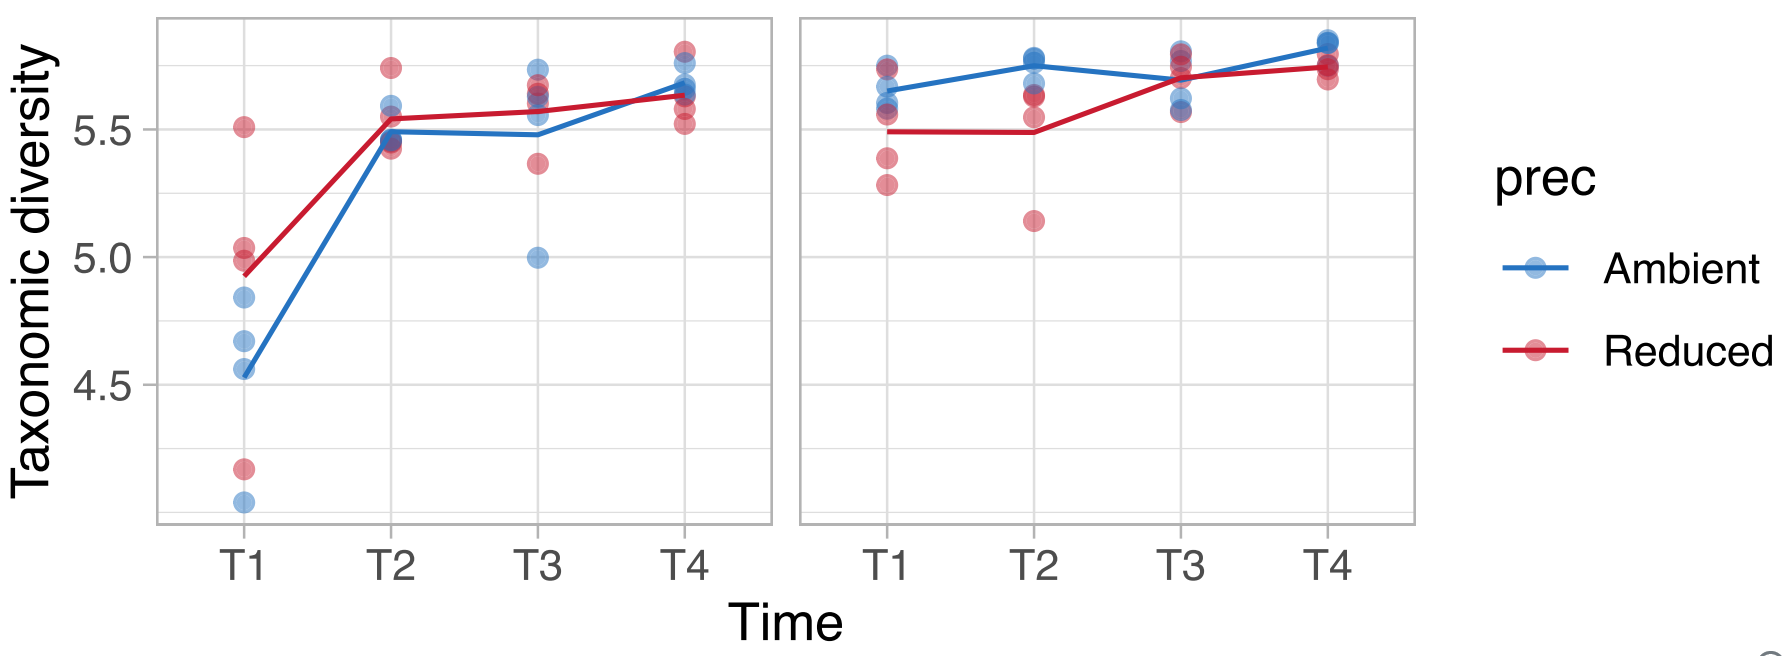 Taxonomic diversity
5.5
5.0
4.5
T1 T2 T3 T4
T1 T2 T3 T4
Time
prec
Ambient
Reduced